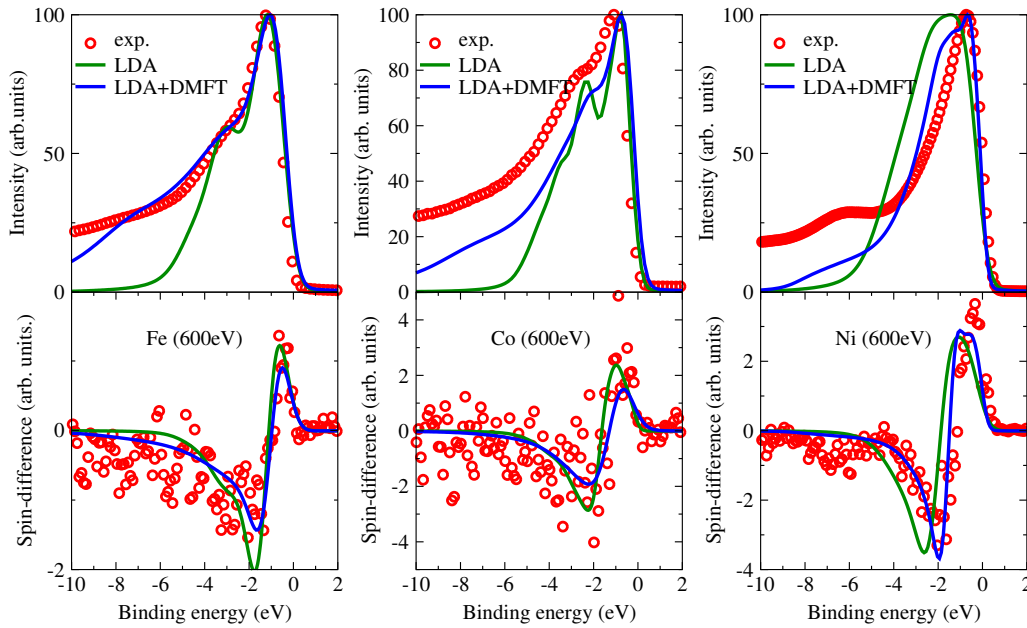 100
50
0
Intensity (arb.units)
exp.
LDA
LDA+DMFT
100
80
60
40
20
0
Intensity (arb. units)
exp.
LDA
LDA+DMFT
100
50
0
Intensity (arb. units)
exp.
LDA
LDA+DMFT
0
-2
Spin-difference (arb. units.)
Fe (600eV)
-10 -8 -6 -4 -2 0 2
Binding energy (eV)
4
2
0
-2
-4
Spin-difference (arb. units)
Co (600eV)
-10 -8 -6 -4 -2 0 2
Binding energy (eV)
4
2
0
-2
-4
Spin-difference (arb. units)
Ni (600eV)
-10 -8 -6 -4 -2 0 2
Binding energy (eV)